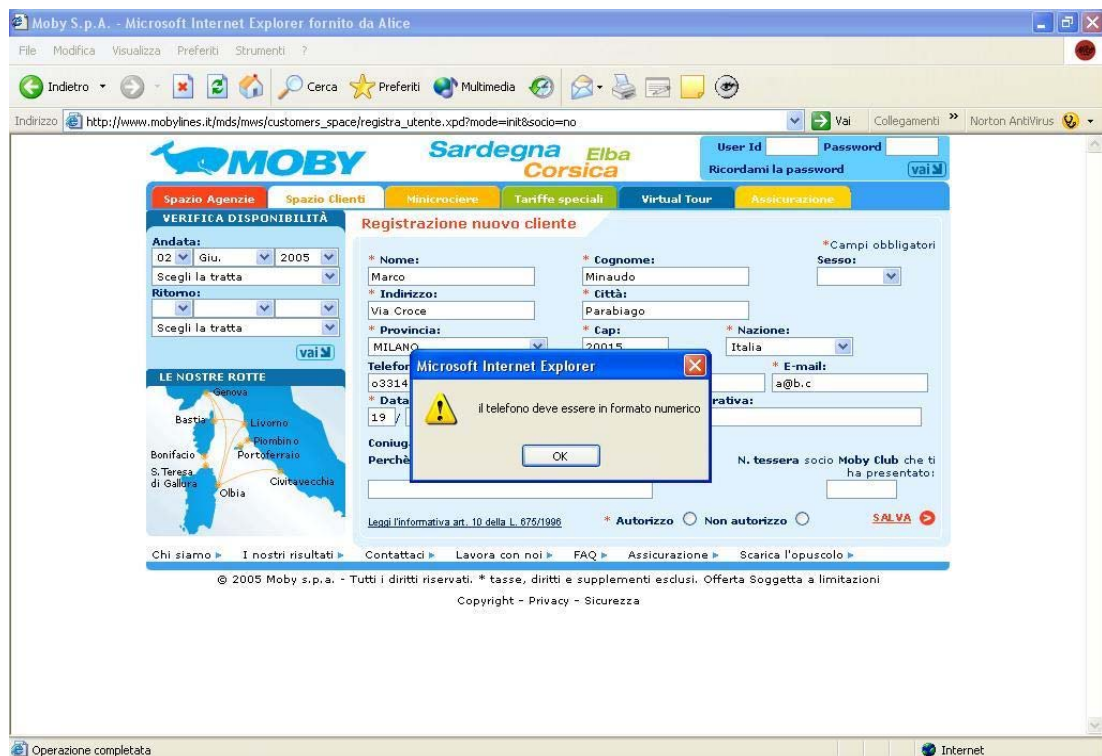 Moby S.p.A. - Microsoft Internet Explorer fornito da Alice
File Modifica Visualizza Preferiti Strumenti ?
Indietro Cerca Preferiti Multimedia
Indirizzo http://www.mobylines.it/mds/mws/customers_space/registra_utente.xpd?mode=init&socio=no Vai Collegamenti » Norton AntiVirus
MOBY Sardegna Elba Corsica
User Id Password
Ricordami la password vai
Spazio Agenzie Spazio Clienti Minicrociere Tariffe speciali Virtual Tour Assicurazione
VERIFICA DISPONIBILITÀ
Andata:
02 Giu. 2005
Scegli la tratta
Ritorno:
Scegli la tratta
vai
LE NOSTRE ROTTE
Genova
Bastia Livorno
Piombino
Bonifacio Portoferraio
S. Teresa di Gallura
Olbia Civitavecchia
Registrazione nuovo cliente
*Campi obbligatori
* Nome: * Cognome: Sesso:
Marco Minaudo
* Indirizzo: * Città:
Via Croce Parabiago
* Provincia: * Cap: * Nazione:
MILANO 20015 Italia
* E-mail:
o3314 a@b.c
* Data
19 /
Microsoft Internet Explorer
il telefono deve essere in formato numerico
OK
Perchè N. tessera socio Moby Club che ti
ha presentato:
Leggi l'informativa art. 10 della L. 675/1996 * Autorizzo Non autorizzo SALVA
Chi siamo I nostri risultati Contattaci Lavora con noi FAQ Assicurazione Scarica l'opuscolo
© 2005 Moby s.p.a. - Tutti i diritti riservati. * tasse, diritti e supplementi esclusi. Offerta Soggetta a limitazioni
Copyright - Privacy - Sicurezza
Operazione completata Internet